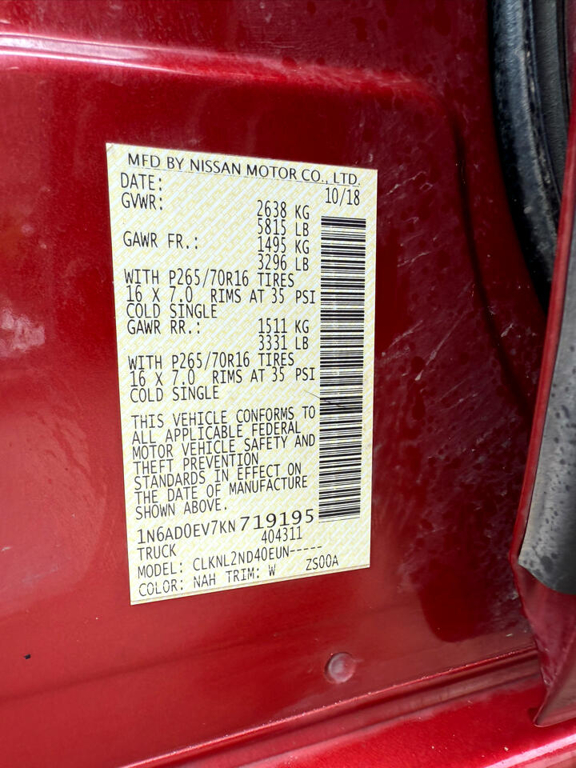 MFD BY NISSAN MOTOR CO., LTD.
DATE: 10/18
GVWR: 2638 KG
5815 LB
GAWR FR.: 1495 KG
3296 LB
WITH P265/70R16 TIRES
16 X 7.0 RIMS AT 35 PSI
COLD SINGLE
GAWR RR.: 1511 KG
3331 LB
WITH P265/70R16 TIRES
16 X 7.0 RIMS AT 35 PSI
COLD SINGLE
THIS VEHICLE CONFORMS TO
ALL APPLICABLE FEDERAL
MOTOR VEHICLE SAFETY AND
THEFT PREVENTION
STANDARDS IN EFFECT ON
THE DATE OF MANUFACTURE
SHOWN ABOVE.
1N6AD0EV7KN719195
TRUCK 404311
MODEL: CLKNL2ND40EUN-----
COLOR: NAH TRIM: W ZS00A